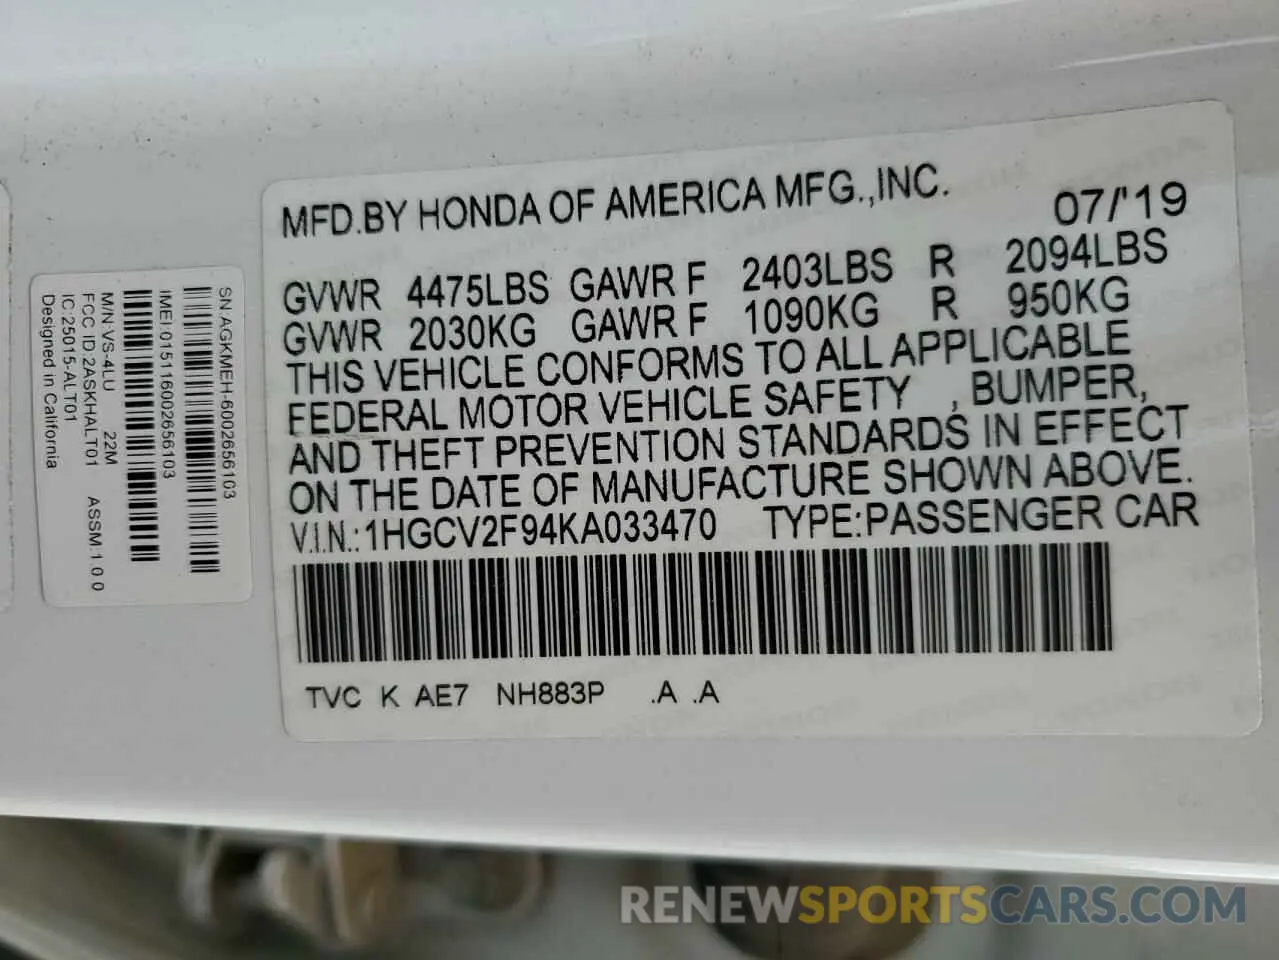 MFD.BY HONDA OF AMERICA MFG.,INC.
07/'19
GVWR 4475LBS GAWR F 2403LBS R 2094LBS
GVWR 2030KG GAWR F 1090KG R 950KG
THIS VEHICLE CONFORMS TO ALL APPLICABLE
FEDERAL MOTOR VEHICLE SAFETY , BUMPER,
AND THEFT PREVENTION STANDARDS IN EFFECT
ON THE DATE OF MANUFACTURE SHOWN ABOVE.
V.I.N.:1HGCV2F94KA033470 TYPE:PASSENGER CAR
TVC K AE7 NH883P .A .A
SN:AGKMEH-6002656103
IMEI:015116002656103
M/N:VS-4LU 22M
FCC ID:2ASKHALT01 ASSM:1.0 0
IC:25015-ALT01
Designed in California
RENEWSPORTSCARS.COM